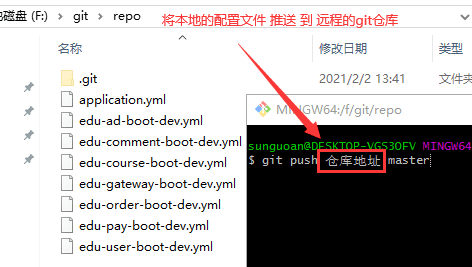 磁盘 (F:) › git › repo
将本地的配置文件 推送 到 远程的git仓库
名称 修改日期 类型
.git 2021/2/2 13:41 文件夹
application.yml
edu-ad-boot-dev.yml
edu-comment-boot-dev.yml
edu-course-boot-dev.yml
edu-gateway-boot-dev.yml
edu-order-boot-dev.yml
edu-pay-boot-dev.yml
edu-user-boot-dev.yml
MINGW64:/f/git/repo
sunguoan@DESKTOP-VGS3OFV MINGW64
$ git push 仓库地址 master